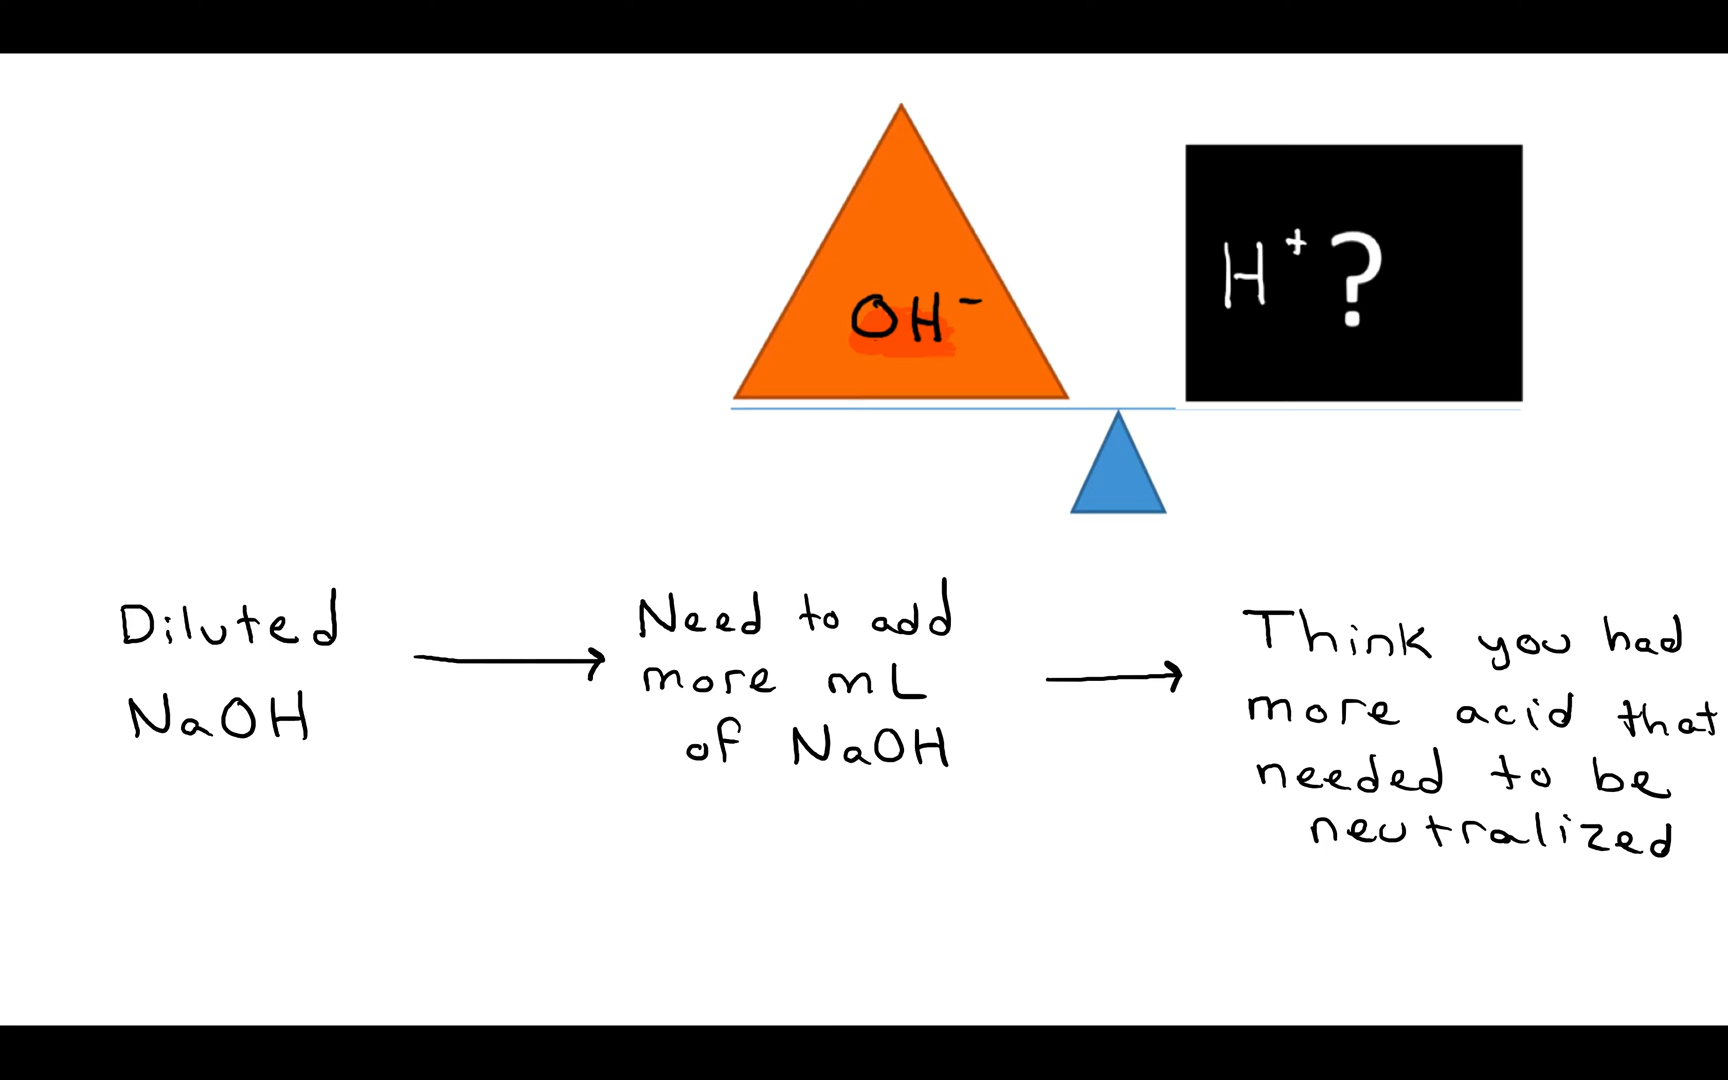 OH⁻
H⁺?
Diluted
NaOH
Need to add
more mL
of NaOH
Think you had
more acid that
needed to be
neutralized